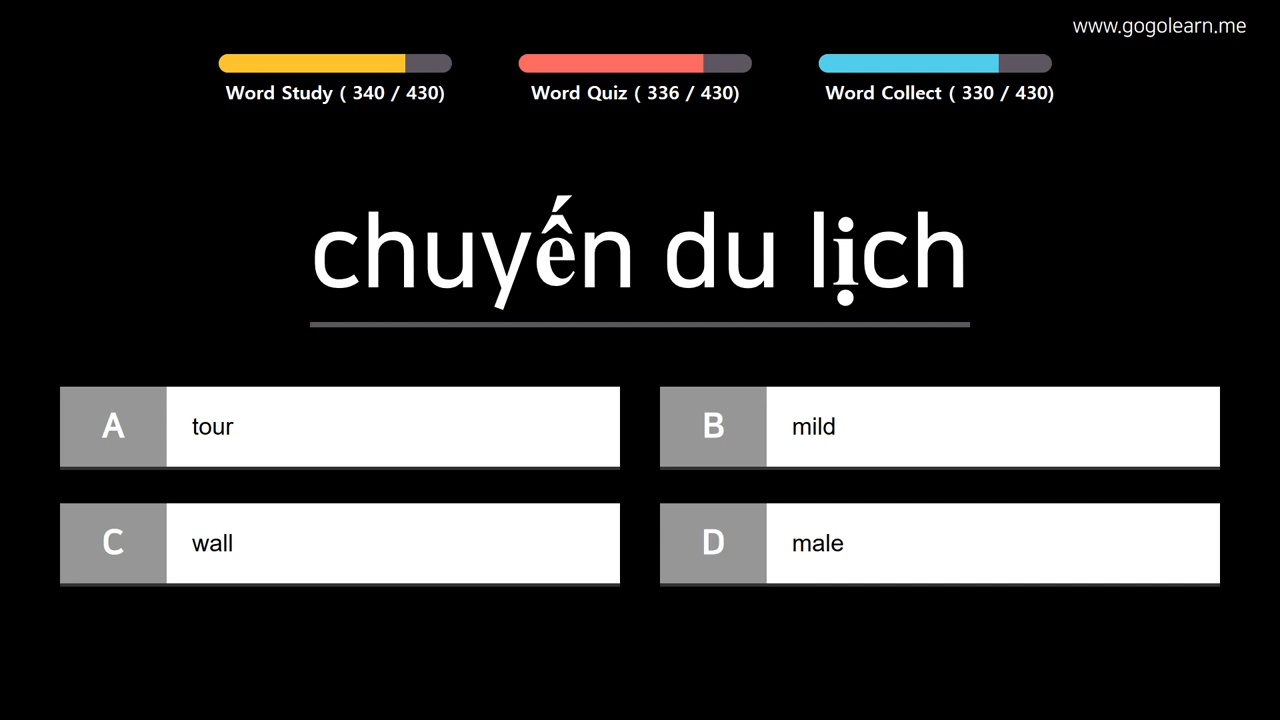 www.gogolearn.me
Word Study ( 340 / 430)
Word Quiz ( 336 / 430)
Word Collect ( 330 / 430)
chuyến du lịch
A tour
B mild
C wall
D male